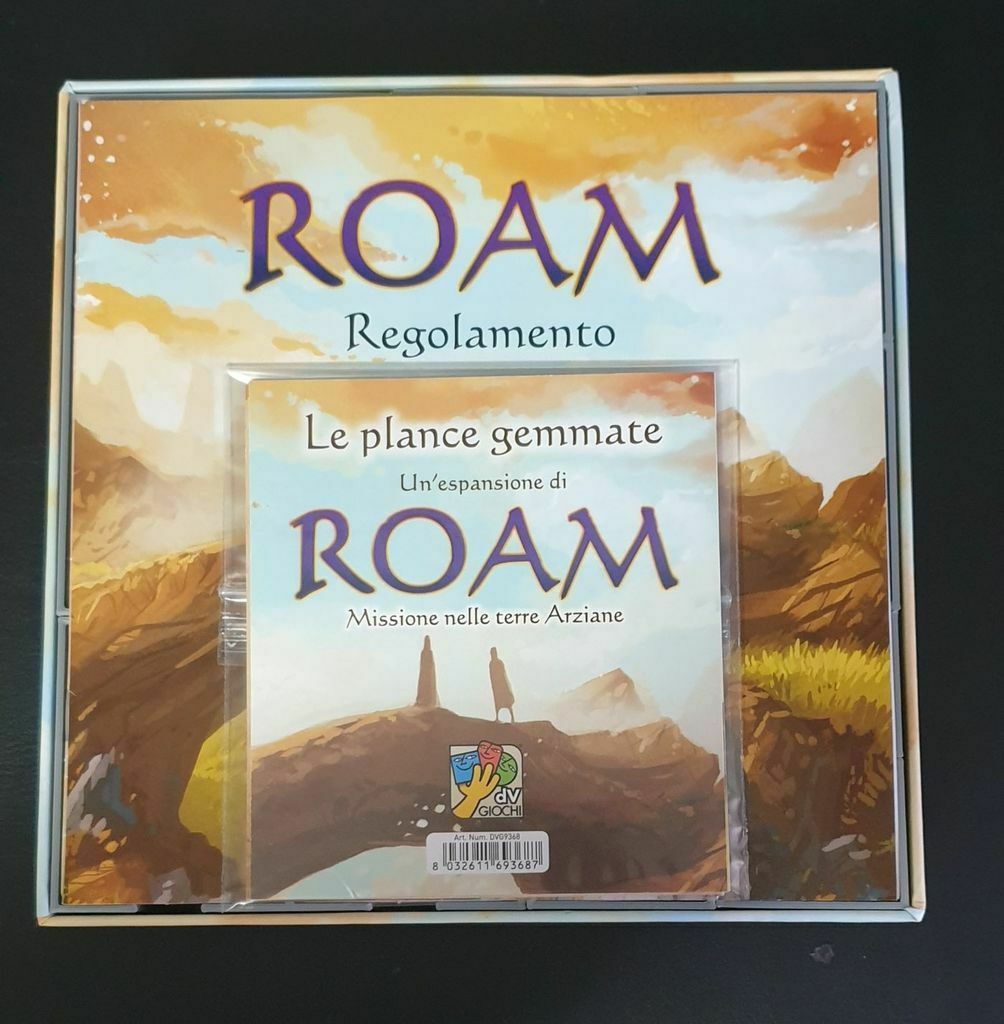 ROAM
Regolamento
Le plance gemmate
Un'espansione di
ROAM
Missione nelle terre Arziane
dV
GIOCHI
Art. Num. DVG9368
8 032611 693687